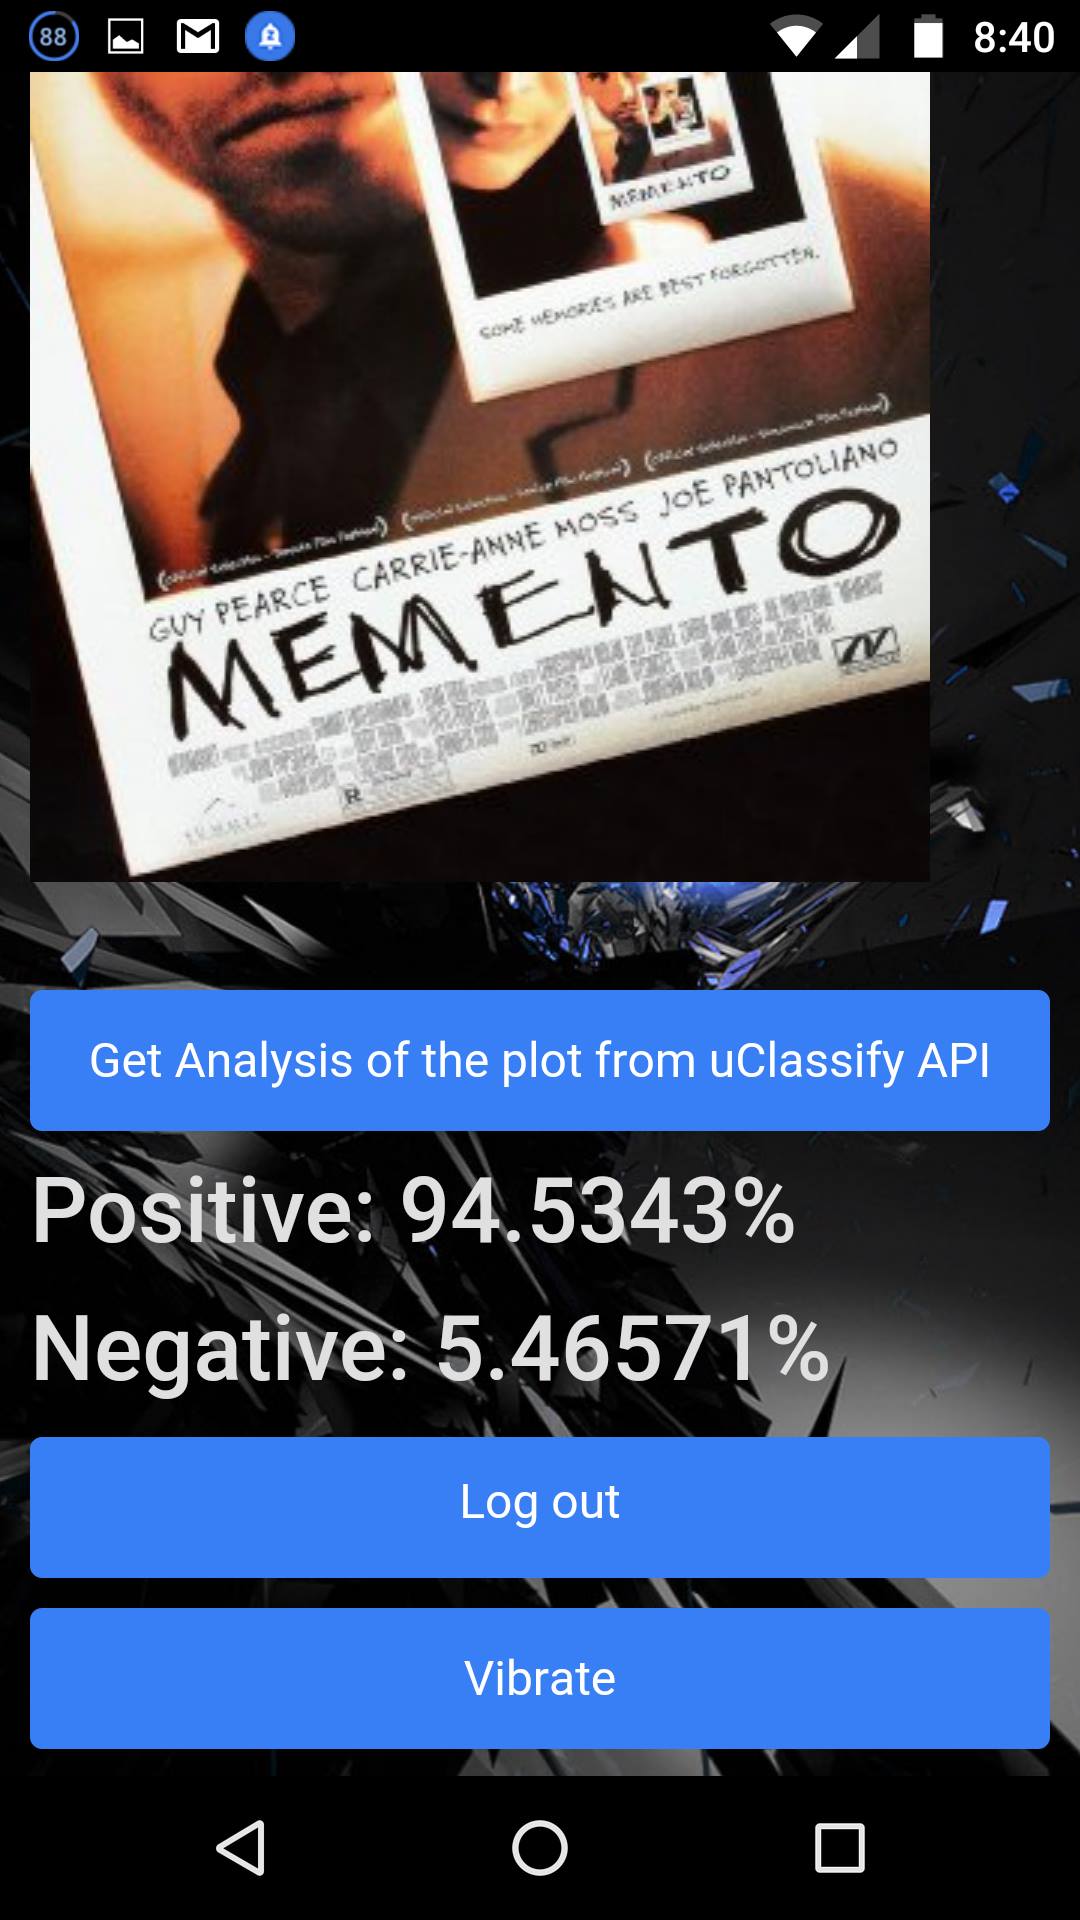 88
8:40
MEMENTO
SOME MEMORIES ARE BEST FORGOTTEN.
GUY PEARCE CARRIE-ANNE MOSS JOE PANTOLIANO
MEMENTO
R
Get Analysis of the plot from uClassify API
Positive: 94.5343%
Negative: 5.46571%
Log out
Vibrate